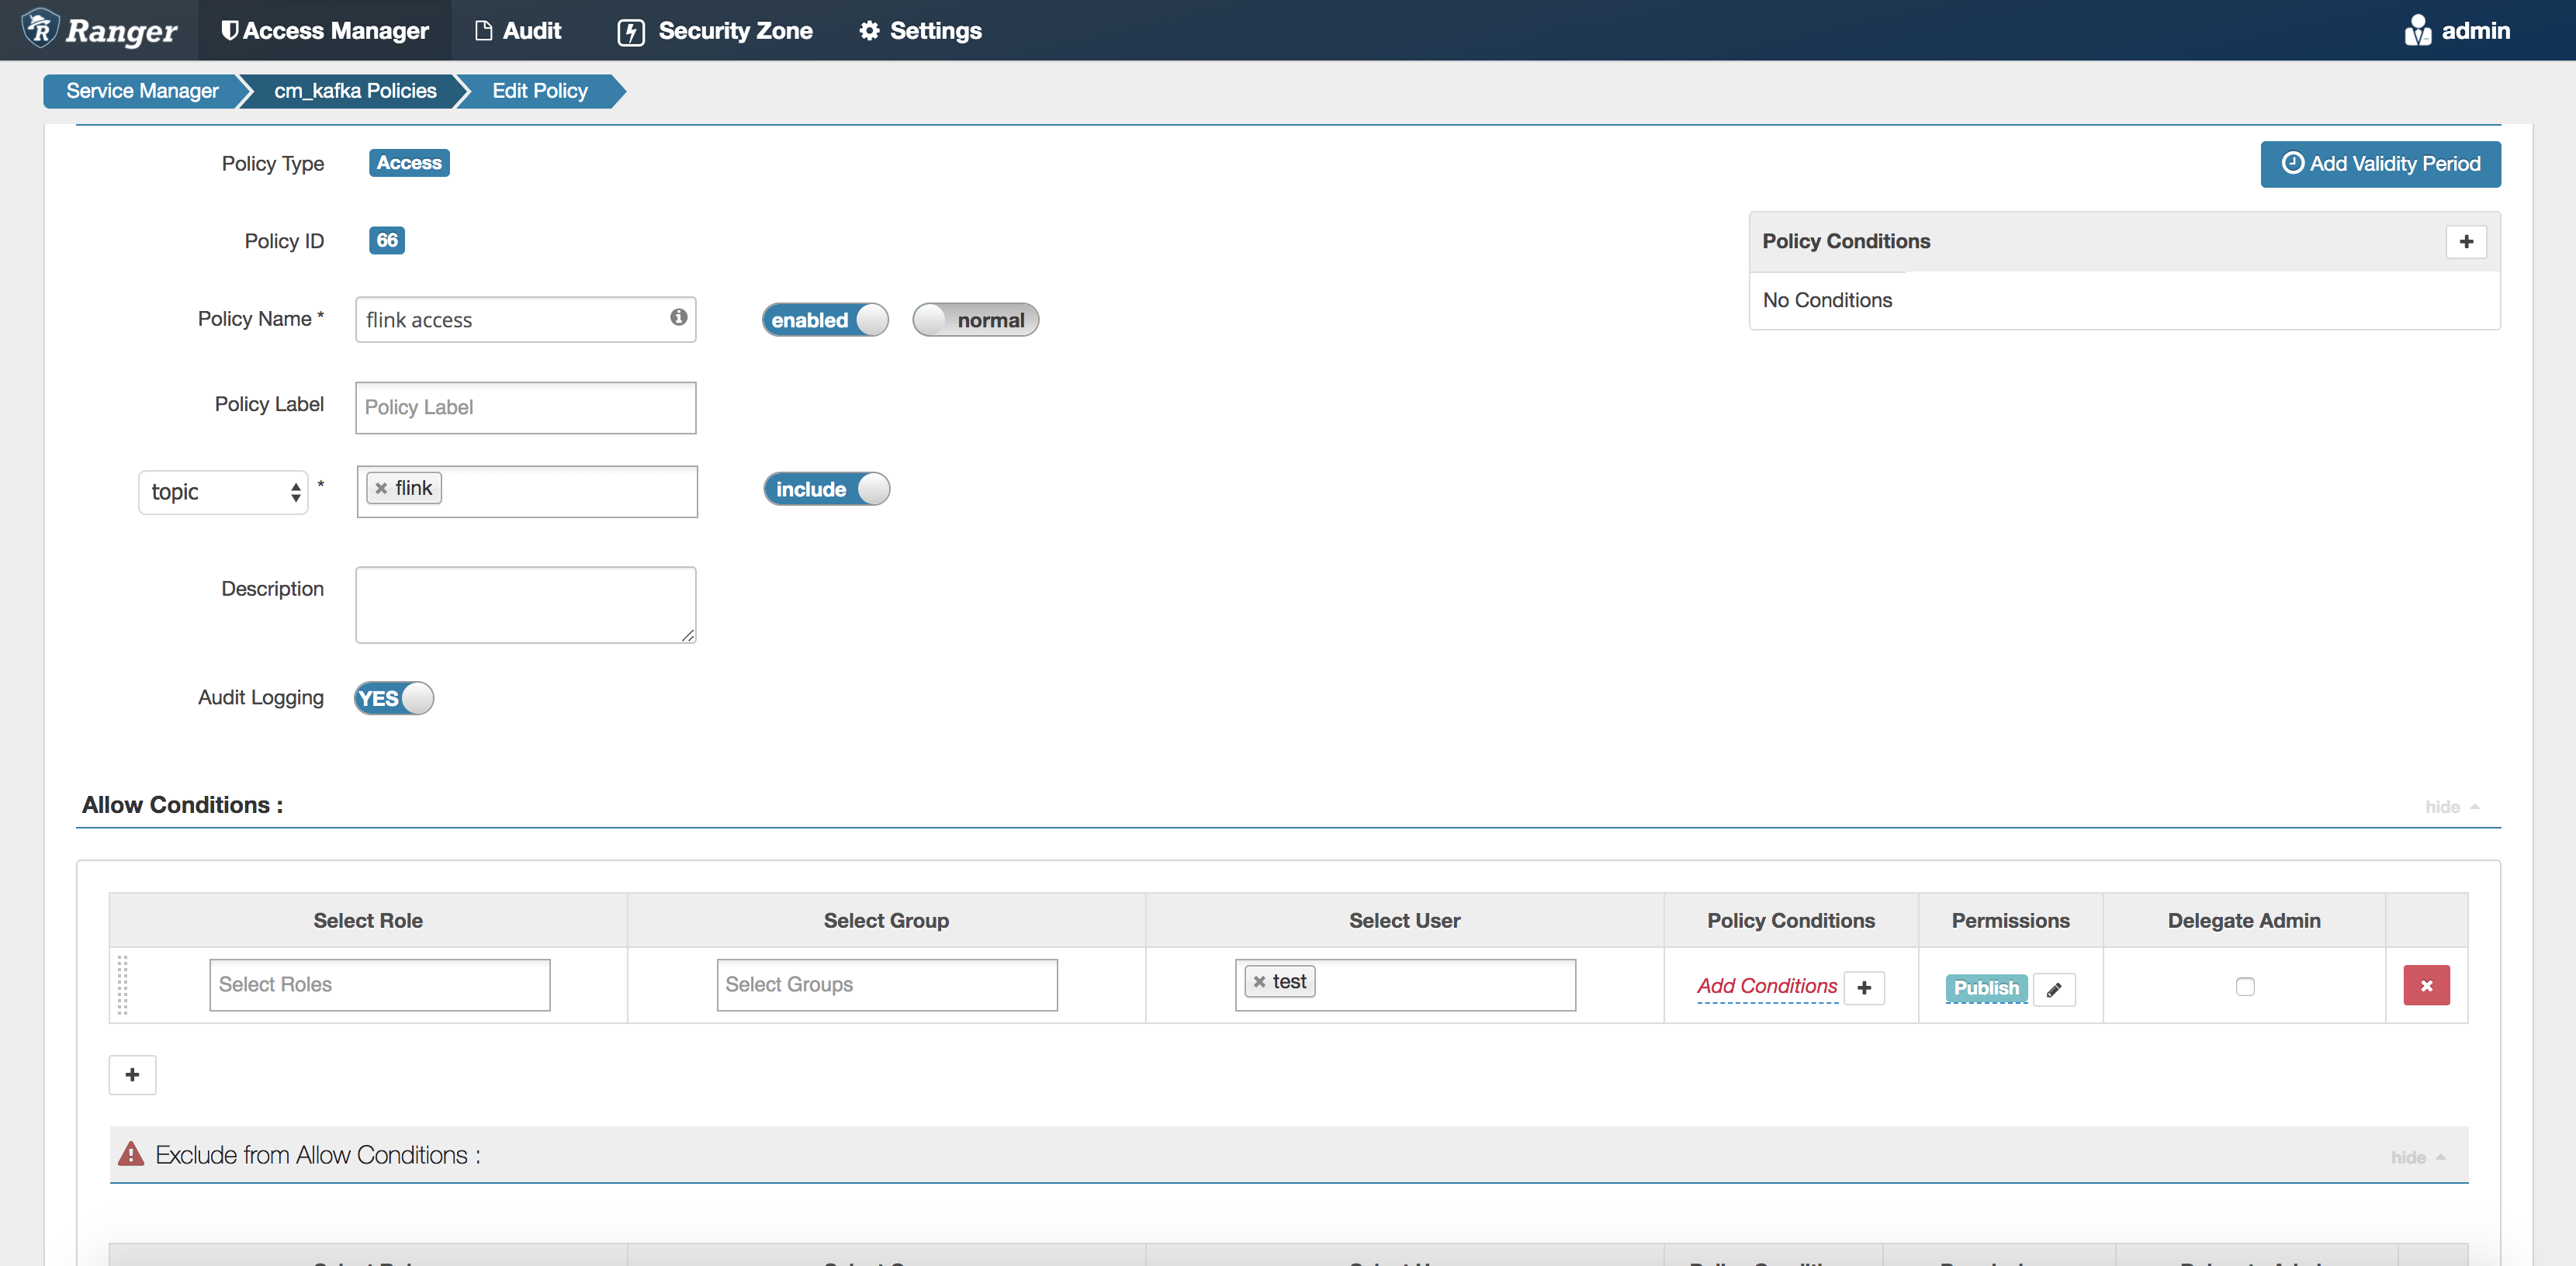 Ranger Access Manager Audit Security Zone Settings admin
Service Manager cm_kafka Policies Edit Policy
Policy Type Access Add Validity Period
Policy ID 66 Policy Conditions
No Conditions
Policy Name * flink access enabled normal
Policy Label Policy Label
topic * flink include
Description
Audit Logging YES
Allow Conditions : hide
Select Role Select Group Select User Policy Conditions Permissions Delegate Admin
Select Roles Select Groups test Add Conditions Publish
Exclude from Allow Conditions : hide